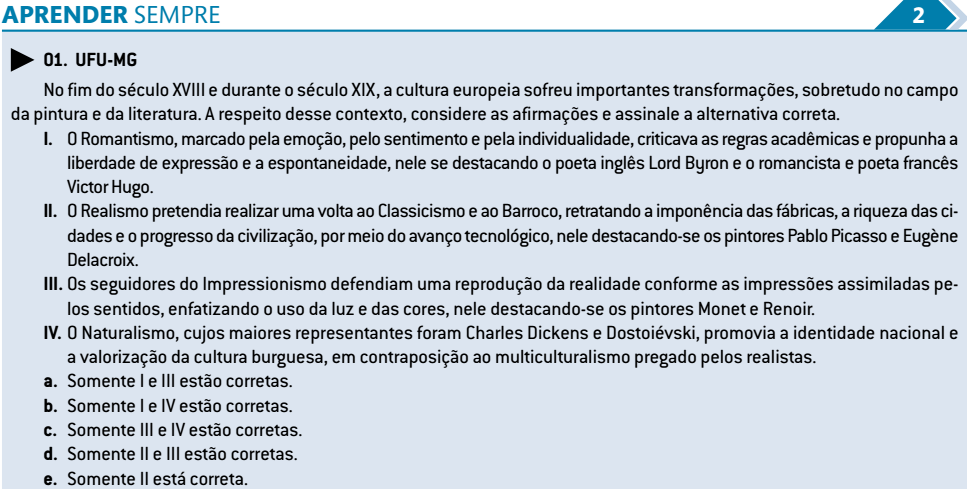 APRENDER SEMPRE 2
01. UFU-MG
No fim do século XVIII e durante o século XIX, a cultura europeia sofreu importantes transformações, sobretudo no campo
da pintura e da literatura. A respeito desse contexto, considere as afirmações e assinale a alternativa correta.
I. O Romantismo, marcado pela emoção, pelo sentimento e pela individualidade, criticava as regras acadêmicas e propunha a
liberdade de expressão e a espontaneidade, nele se destacando o poeta inglês Lord Byron e o romancista e poeta francês
Victor Hugo.
II. O Realismo pretendia realizar uma volta ao Classicismo e ao Barroco, retratando a imponência das fábricas, a riqueza das ci-
dades e o progresso da civilização, por meio do avanço tecnológico, nele destacando-se os pintores Pablo Picasso e Eugène
Delacroix.
III. Os seguidores do Impressionismo defendiam uma reprodução da realidade conforme as impressões assimiladas pe-
los sentidos, enfatizando o uso da luz e das cores, nele destacando-se os pintores Monet e Renoir.
IV. O Naturalismo, cujos maiores representantes foram Charles Dickens e Dostoiévski, promovia a identidade nacional e
a valorização da cultura burguesa, em contraposição ao multiculturalismo pregado pelos realistas.
a. Somente I e III estão corretas.
b. Somente I e IV estão corretas.
c. Somente III e IV estão corretas.
d. Somente II e III estão corretas.
e. Somente II está correta.